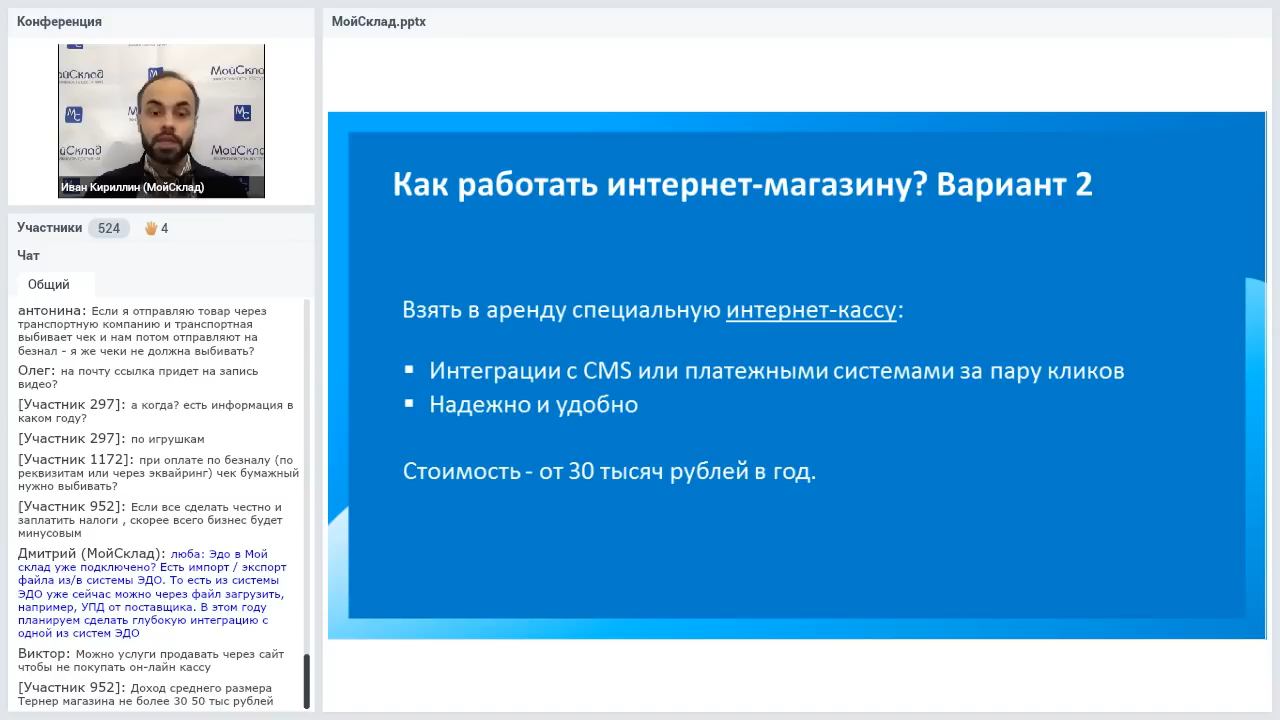 Конференция
МойСклад
МойСклад
МС
МС
МойСклад
МойСклад
Иван Кириллин (МойСклад)
Участники 524 4
Чат
Общий
антонина: Если я отправляю товар через
транспортную компанию и транспортная
выбивает чек и нам потом отправляют на
безнал - я же чеки не должна выбивать?
Олег: на почту ссылка придет на запись
видео?
[Участник 297]: а когда? есть информация в
каком году?
[Участник 297]: по игрушкам
[Участник 1172]: при оплате по безналу (по
реквизитам или через эквайринг) чек бумажный
нужно выбивать?
[Участник 952]: Если все сделать честно и
заплатить налоги , скорее всего бизнес будет
минусовым
Дмитрий (МойСклад): люба: Эдо в Мой
склад уже подключено? Есть импорт / экспорт
файла из/в системы ЭДО. То есть из системы
ЭДО уже сейчас можно через файл загрузить,
например, УПД от поставщика. В этом году
планируем сделать глубокую интеграцию с
одной из систем ЭДО
Виктор: Можно услуги продавать через сайт
чтобы не покупать он-лайн кассу
[Участник 952]: Доход среднего размера
Тернер магазина не более 30 50 тыс рублей
МойСклад.pptx
Как работать интернет-магазину? Вариант 2
Взять в аренду специальную интернет-кассу:
▪ Интеграции с CMS или платежными системами за пару кликов
▪ Надежно и удобно
Стоимость - от 30 тысяч рублей в год.